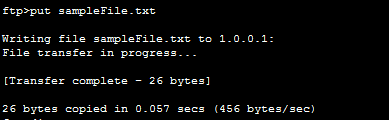 ftp>put sampleFile.txt
Writing file sampleFile.txt to 1.0.0.1:
File transfer in progress...
[Transfer complete - 26 bytes]
26 bytes copied in 0.057 secs (456 bytes/sec)